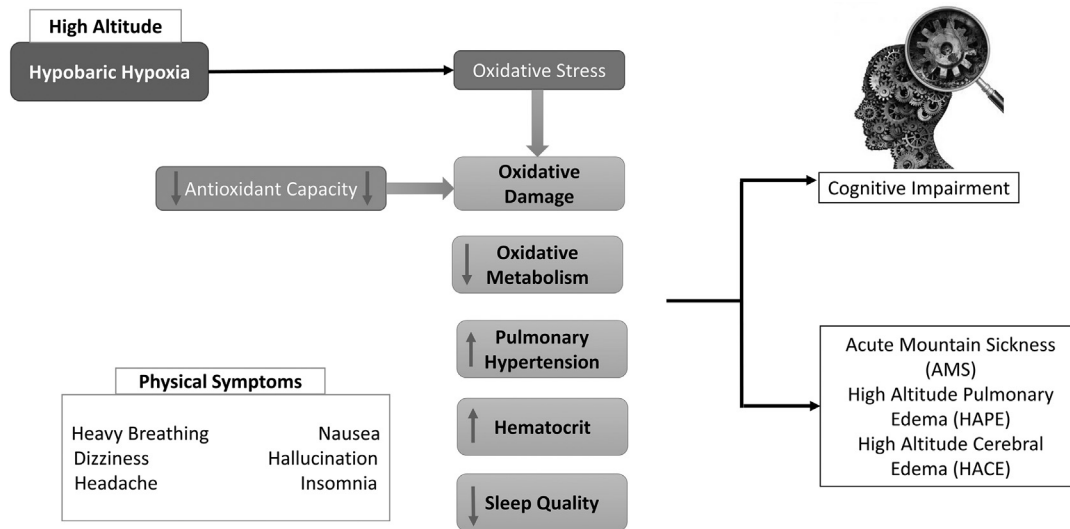 High Altitude
Hypobaric Hypoxia
Oxidative Stress
Antioxidant Capacity
Oxidative
Damage
Oxidative
Metabolism
Pulmonary
Hypertension
Hematocrit
Sleep Quality
Physical Symptoms
Heavy Breathing
Nausea
Dizziness
Hallucination
Headache
Insomnia
Cognitive Impairment
Acute Mountain Sickness
(AMS)
High Altitude Pulmonary
Edema (HAPE)
High Altitude Cerebral
Edema (HACE)